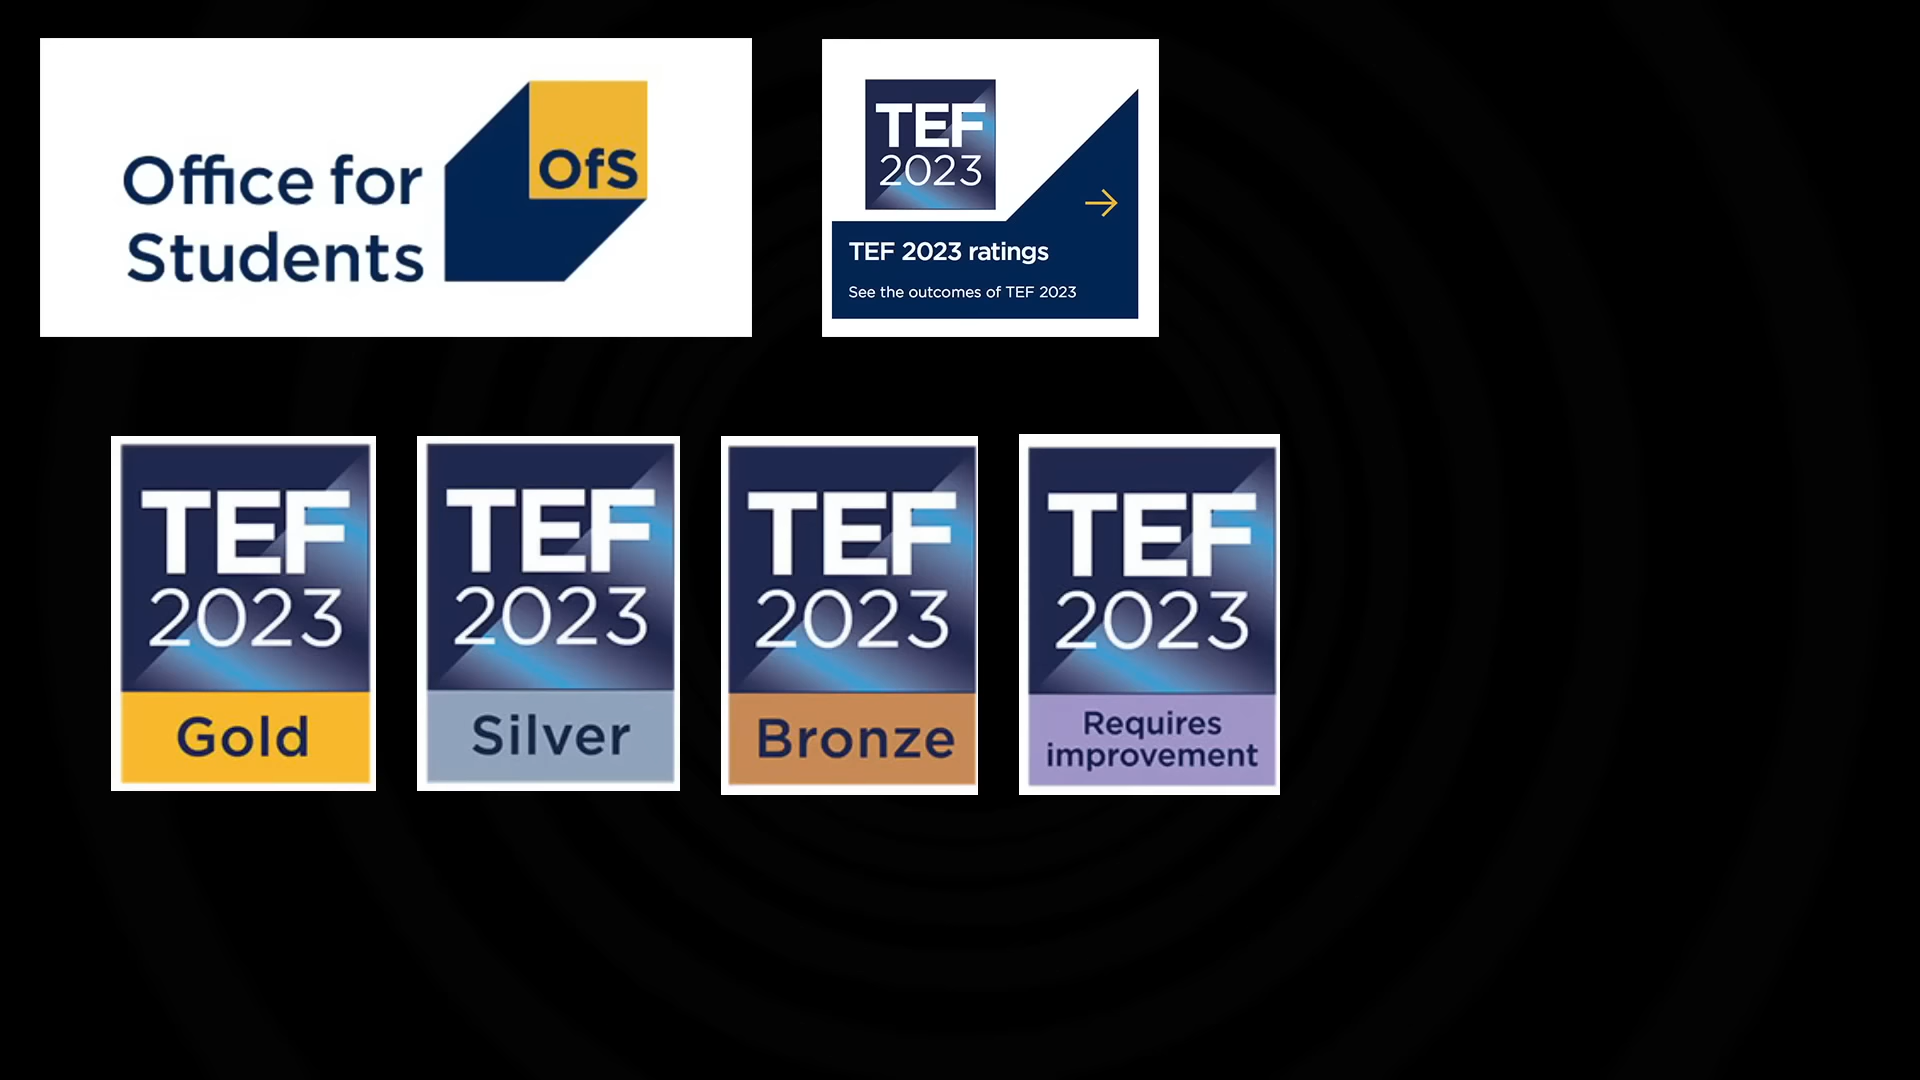 Office for
Students
OfS
TEF
2023
TEF 2023 ratings
See the outcomes of TEF 2023
TEF
2023
Gold
TEF
2023
Silver
TEF
2023
Bronze
TEF
2023
Requires
improvement